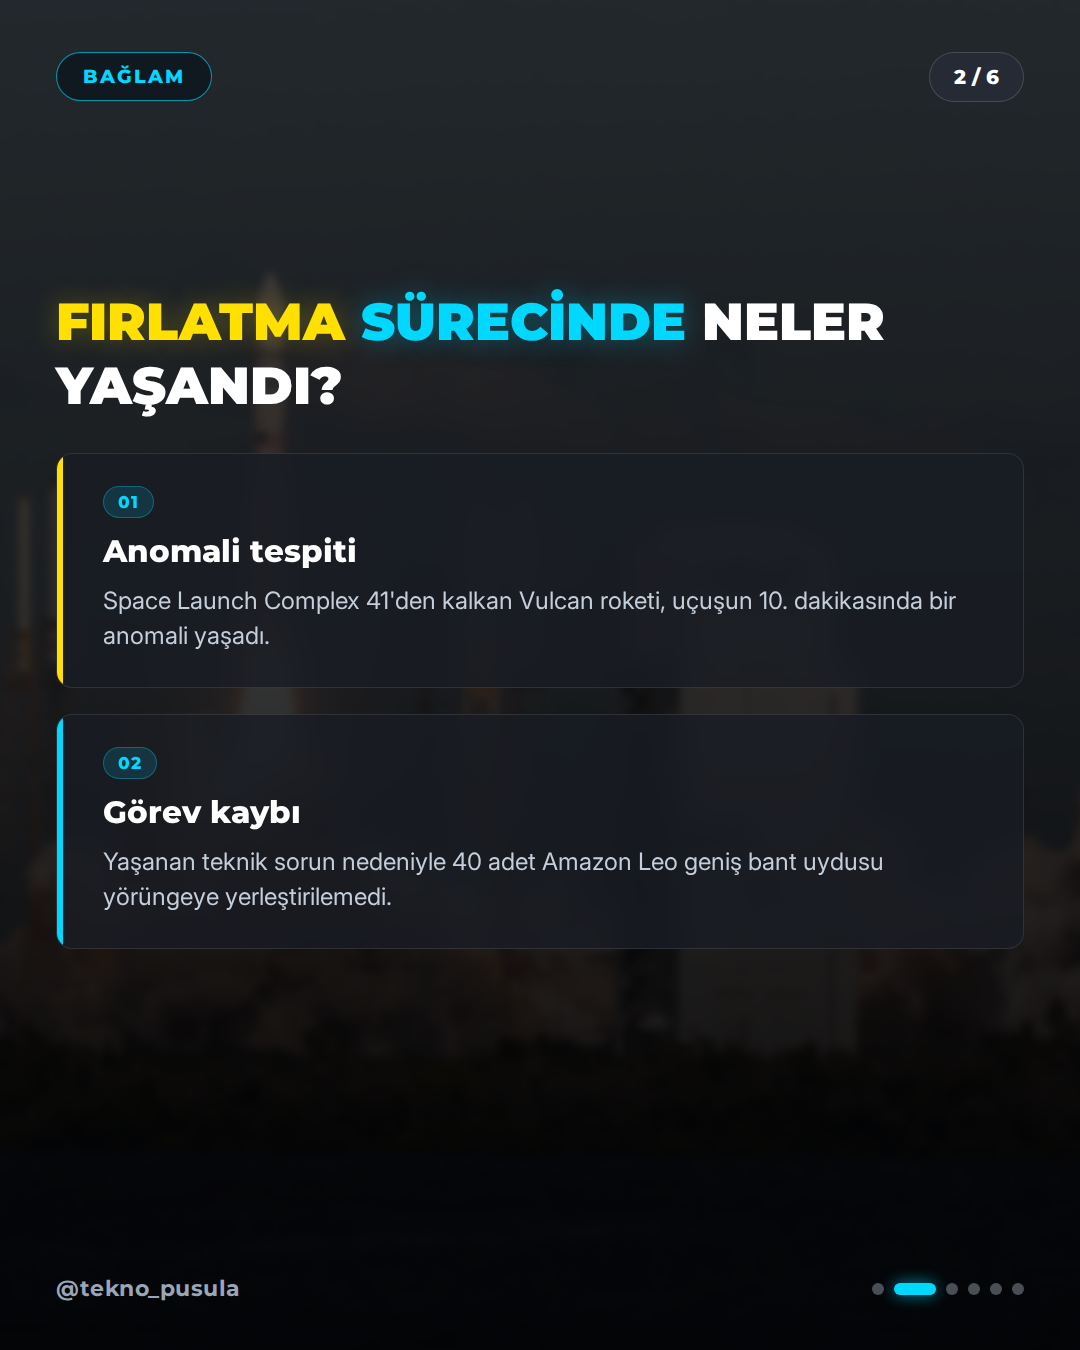 BAĞLAM
2 / 6
FIRLATMA SÜRECİNDE NELER
YAŞANDI?
01
Anomali tespiti
Space Launch Complex 41'den kalkan Vulcan roketi, uçuşun 10. dakikasında bir
anomali yaşadı.
02
Görev kaybı
Yaşanan teknik sorun nedeniyle 40 adet Amazon Leo geniş bant uydusu
yörüngeye yerleştirilemedi.
@tekno_pusula